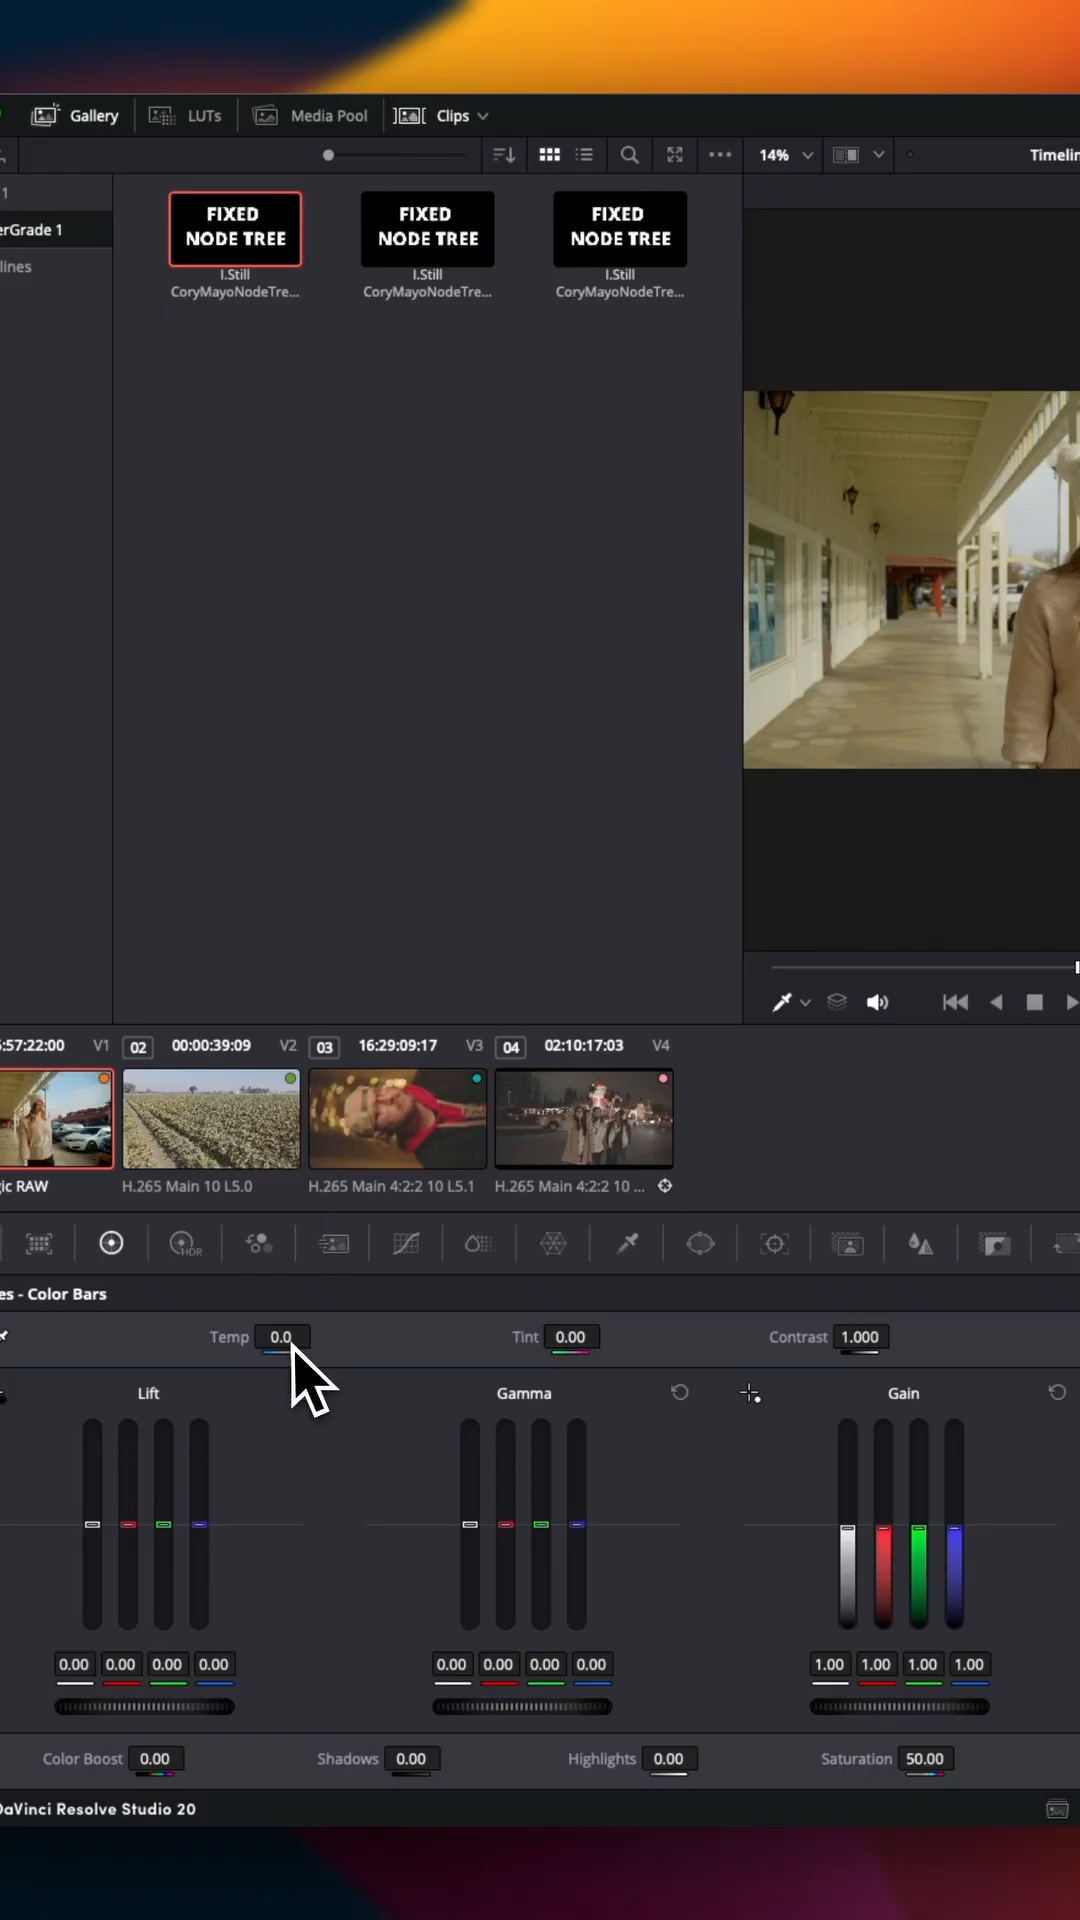 Gallery LUTs Media Pool Clips
14% Timelin
1
erGrade 1
lines
FIXED
NODE TREE
I.Still
CoryMayoNodeTre...
FIXED
NODE TREE
I.Still
CoryMayoNodeTre...
FIXED
NODE TREE
I.Still
CoryMayoNodeTre...
:57:22:00 V1 02 00:00:39:09 V2 03 16:29:09:17 V3 04 02:10:17:03 V4
ic RAW H.265 Main 10 L5.0 H.265 Main 4:2:2 10 L5.1 H.265 Main 4:2:2 10 ...
HDR
es - Color Bars
Temp 0.0 Tint 0.00 Contrast 1.000
Lift Gamma Gain
0.00 0.00 0.00 0.00 0.00 0.00 0.00 0.00 1.00 1.00 1.00 1.00
Color Boost 0.00 Shadows 0.00 Highlights 0.00 Saturation 50.00
DaVinci Resolve Studio 20